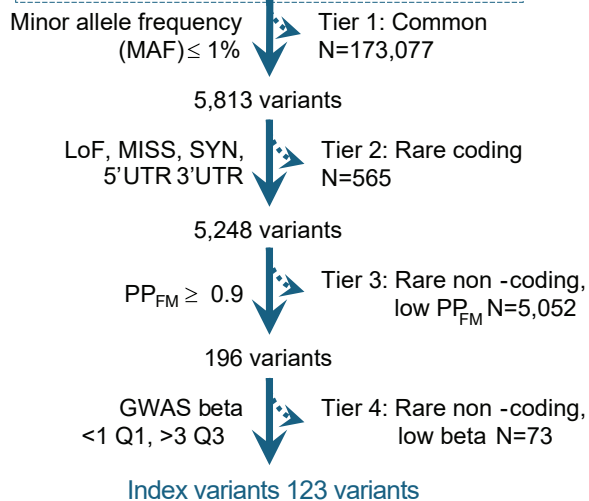 Minor allele frequency
(MAF) ≤ 1%
Tier 1: Common
N=173,077
5,813 variants
LoF, MISS, SYN,
5'UTR 3'UTR
Tier 2: Rare coding
N=565
5,248 variants
PPFM ≥ 0.9
Tier 3: Rare non -coding,
low PPFM N=5,052
196 variants
GWAS beta
<1 Q1, >3 Q3
Tier 4: Rare non -coding,
low beta N=73
Index variants 123 variants